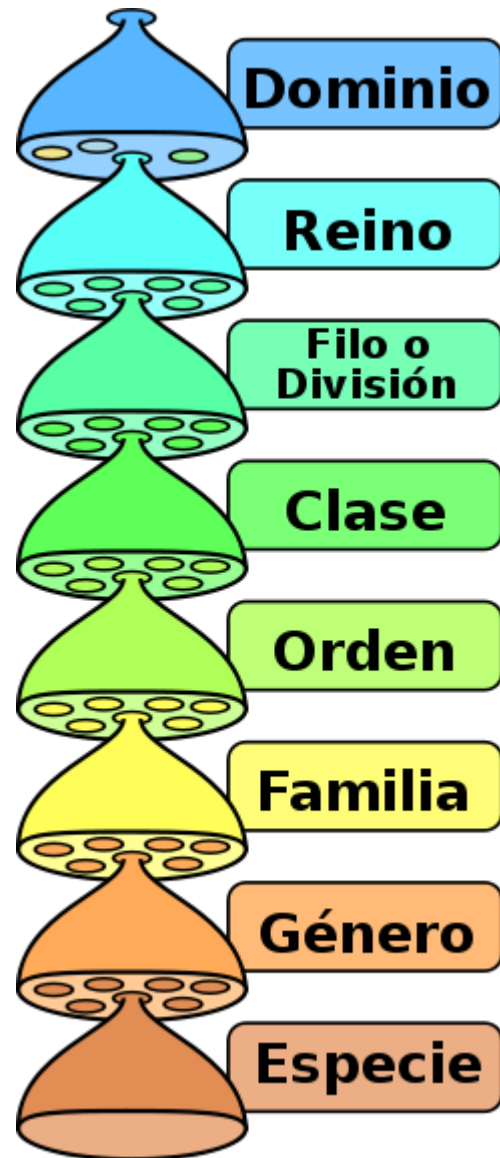 Dominio
Reino
Filo o
División
Clase
Orden
Familia
Género
Especie